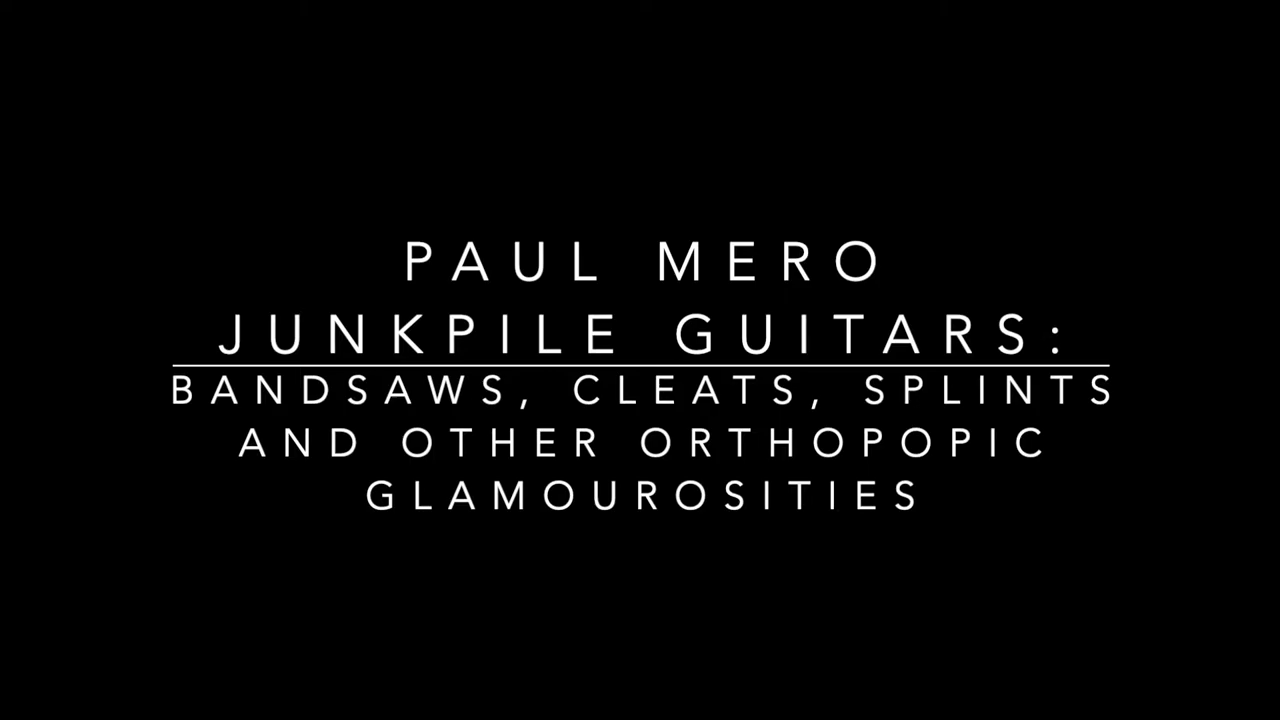 PAUL MERO
JUNKPILE GUITARS:
BANDSAWS, CLEATS, SPLINTS
AND OTHER ORTHOPOPIC
GLAMOUROSITIES